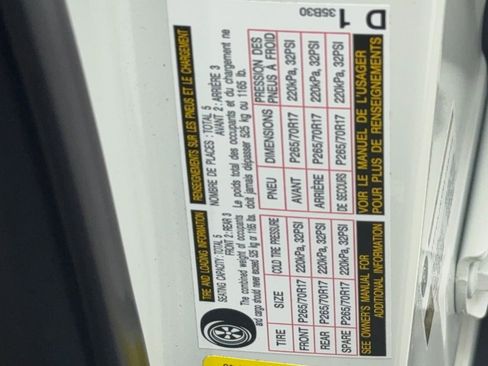 TIRE AND LOADING INFORMATION
SEATING CAPACITY : TOTAL 5
FRONT 2 : REAR 3
The combined weight of occupants
and cargo should never exceed 525 kg or 1165 lbs.
TIRE SIZE COLD TIRE PRESSURE
FRONT P265/70R17 220kPa, 32PSI
REAR P265/70R17 220kPa, 32PSI
SPARE P265/70R17 220kPa, 32PSI
SEE OWNER'S MANUAL FOR
ADDITIONAL INFORMATION
RENSEIGNEMENTS SUR LES PNEUS ET LE CHARGEMENT
NOMBRE DE PLACES : TOTAL 5
AVANT 2 : ARRIÈRE 3
Le poids total des occupants et du chargement ne
doit jamais dépasser 525 kg ou 1165 lb.
PNEU DIMENSIONS PRESSION DES
PNEUS À FROID
AVANT P265/70R17 220kPa, 32PSI
ARRIÈRE P265/70R17 220kPa, 32PSI
DE SECOURS P265/70R17 220kPa, 32PSI
VOIR LE MANUEL DE L'USAGER
POUR PLUS DE RENSEIGNEMENTS
D
1
35B30